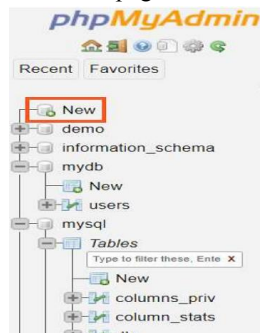 phpMyAdmin
Recent Favorites
New
demo
information_schema
mydb
New
users
mysql
Tables
Type to filter these, Ente X
New
columns_priv
column_stats